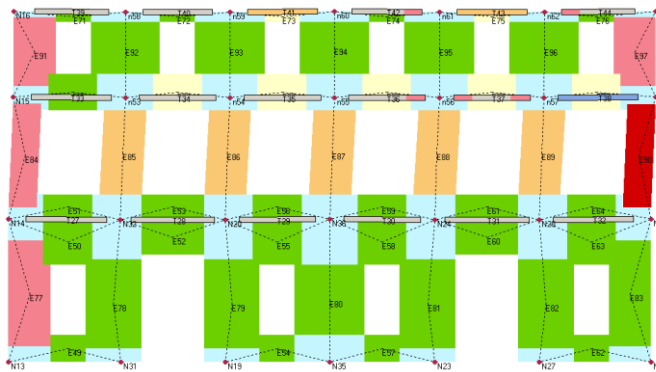 N16 T39 n58 T40 n59 T41 n60 T42 n61 T43 n62 T44
E71 E72 E73 E74 E75 E76
E91 E92 E93 E94 E95 E96 E97
N15 T33 n53 T34 n54 T35 n55 T36 n56 T37 n57 T38
E84 E85 E86 E87 E88 E89 E90
E51 E53 E56 E59 E61 E64
N14 T27 N32 T28 N20 T29 N36 T30 N24 T31 N28 T32 N
E50 E52 E55 E58 E60 E63
E77 E78 E79 E80 E81 E82 E83
E49 E54 E57 E62
N13 N31 N19 N35 N23 N27 N